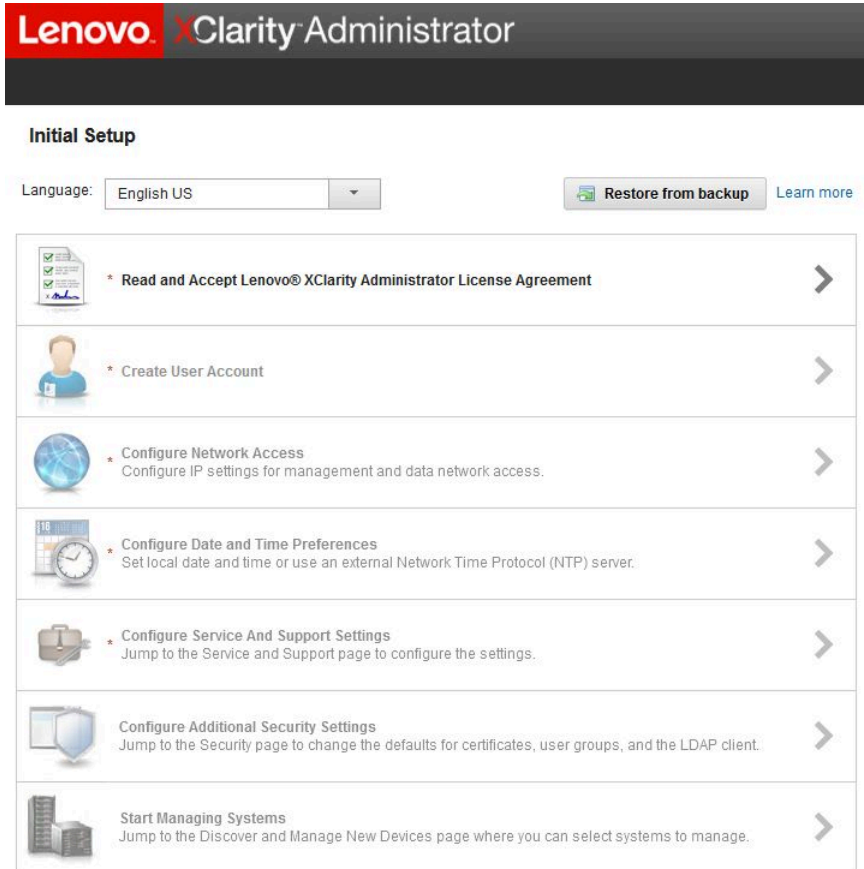 Lenovo. XClarity™ Administrator
Initial Setup
Language: English US Restore from backup Learn more
* Read and Accept Lenovo® XClarity Administrator License Agreement
* Create User Account
* Configure Network Access
Configure IP settings for management and data network access.
18
* Configure Date and Time Preferences
Set local date and time or use an external Network Time Protocol (NTP) server.
* Configure Service And Support Settings
Jump to the Service and Support page to configure the settings.
Configure Additional Security Settings
Jump to the Security page to change the defaults for certificates, user groups, and the LDAP client.
Start Managing Systems
Jump to the Discover and Manage New Devices page where you can select systems to manage.